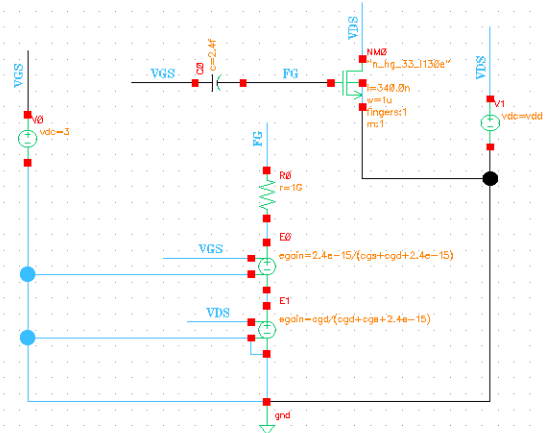 VDS
NM0
"n_hg_33_l130e"
VGS
C0
c=2.4f
VGS
FG
l=340.0n
w=1u
fingers:1
m:1
VDS
V0
vdc=3
V1
vdc=vdd
FG
R0
r=1G
E0
VGS
egain=2.4e-15/(cgs+cgd+2.4e-15)
E1
VDS
egain=cgd/(cgd+cgs+2.4e-15)
gnd